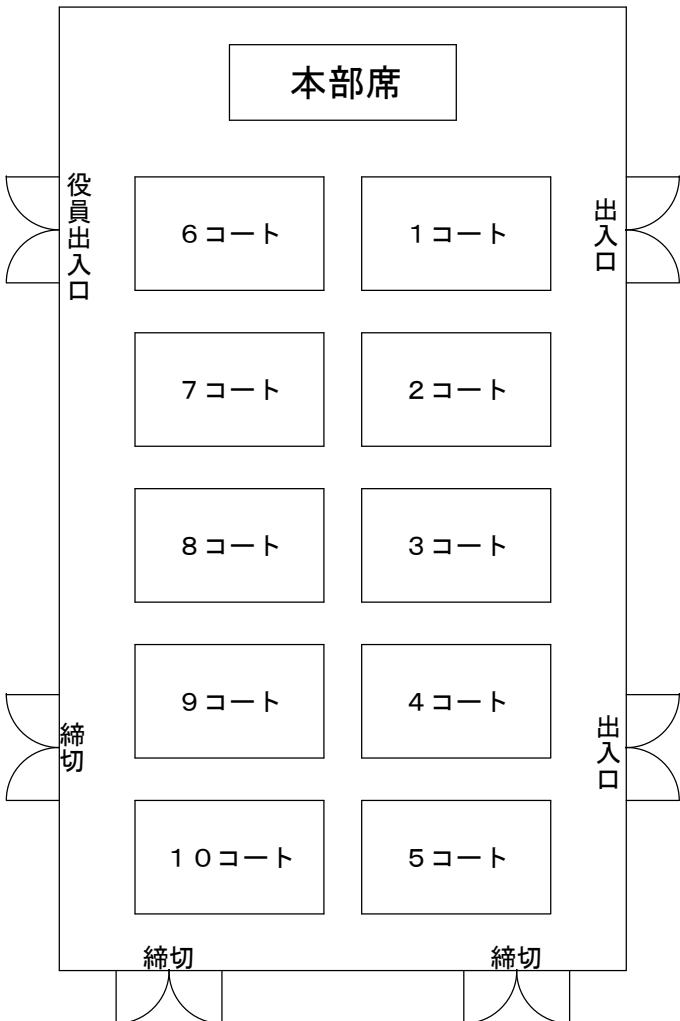 本部席
役員出入口
6コート
1コート
出入口
7コート
2コート
8コート
3コート
9コート
4コート
締切
出入口
10コート
5コート
締切
締切